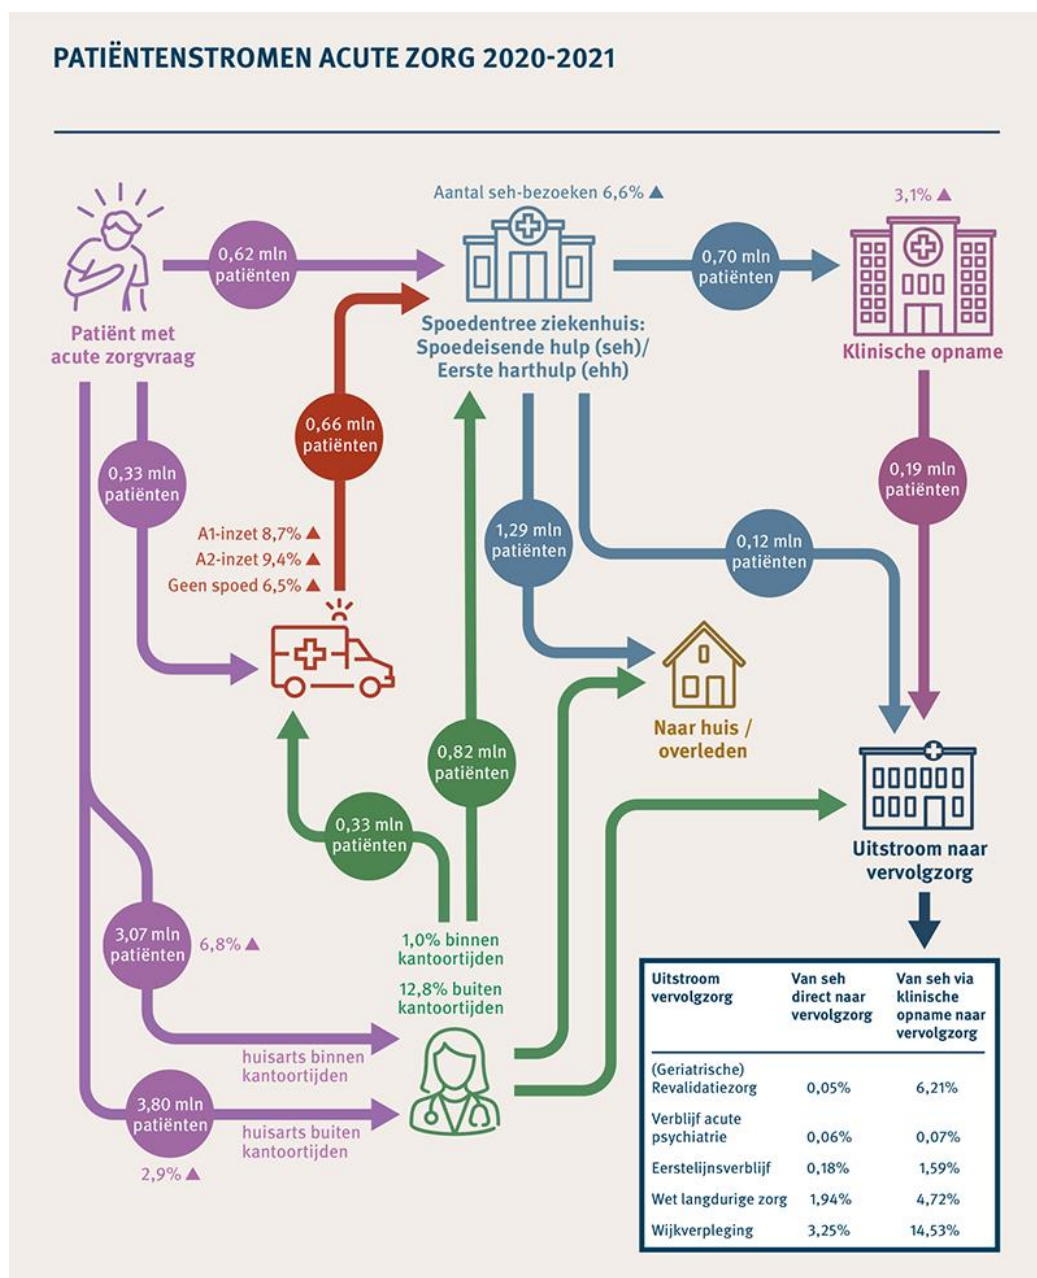 PATIËNTENSTROMEN ACUTE ZORG 2020-2021
Aantal seh-bezoeken 6,6% ▲
3,1% ▲
0,62 mln
patiënten
0,70 mln
patiënten
Patiënt met
acute zorgvraag
Spoedentree ziekenhuis:
Spoedeisende hulp (seh)/
Eerste harthulp (ehh)
Klinische opname
0,66 mln
patiënten
0,33 mln
patiënten
0,19 mln
patiënten
A1-inzet 8,7% ▲
A2-inzet 9,4% ▲
Geen spoed 6,5% ▲
1,29 mln
patiënten
0,12 mln
patiënten
Naar huis /
overleden
0,82 mln
patiënten
0,33 mln
patiënten
Uitstroom naar
vervolgzorg
3,07 mln
patiënten
6,8% ▲
1,0% binnen
kantoortijden
12,8% buiten
kantoortijden
huisarts binnen
kantoortijden
3,80 mln
patiënten
huisarts buiten
kantoortijden
2,9% ▲
Uitstroom
vervolgzorg
Van seh
direct naar
vervolgzorg
Van seh via
klinische
opname naar
vervolgzorg
(Geriatrische)
Revalidatiezorg 0,05% 6,21%
Verblijf acute
psychiatrie 0,06% 0,07%
Eerstelijnsverblijf 0,18% 1,59%
Wet langdurige zorg 1,94% 4,72%
Wijkverpleging 3,25% 14,53%